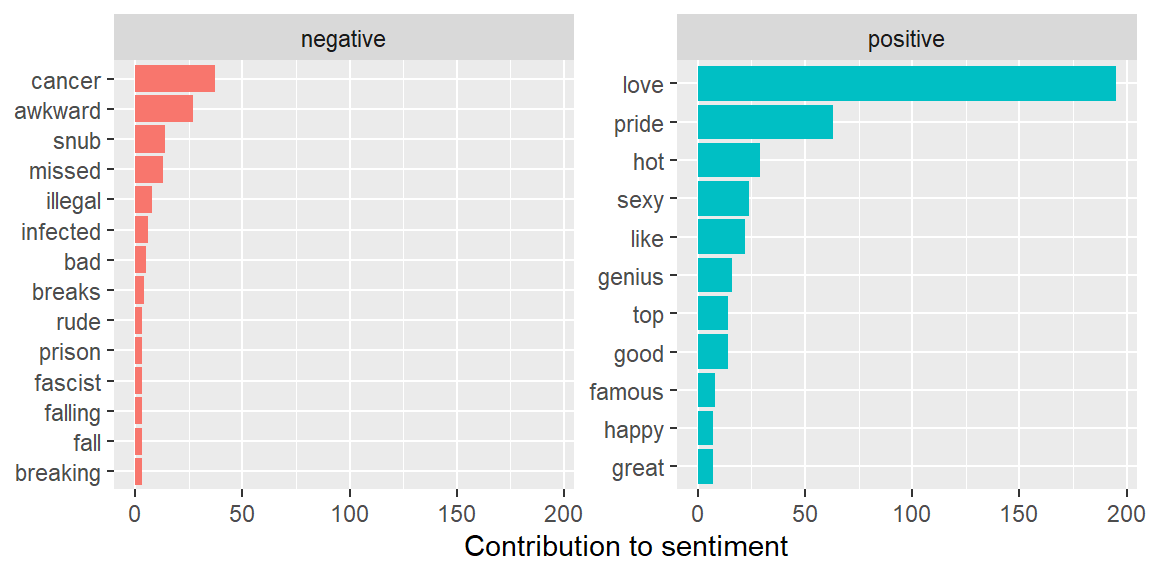 negative
cancer
awkward
snub
missed
illegal
infected
bad
breaks
rude
prison
fascist
falling
fall
breaking
0 50 100 150 200
positive
love
pride
hot
sexy
like
genius
top
good
famous
happy
great
0 50 100 150 200
Contribution to sentiment